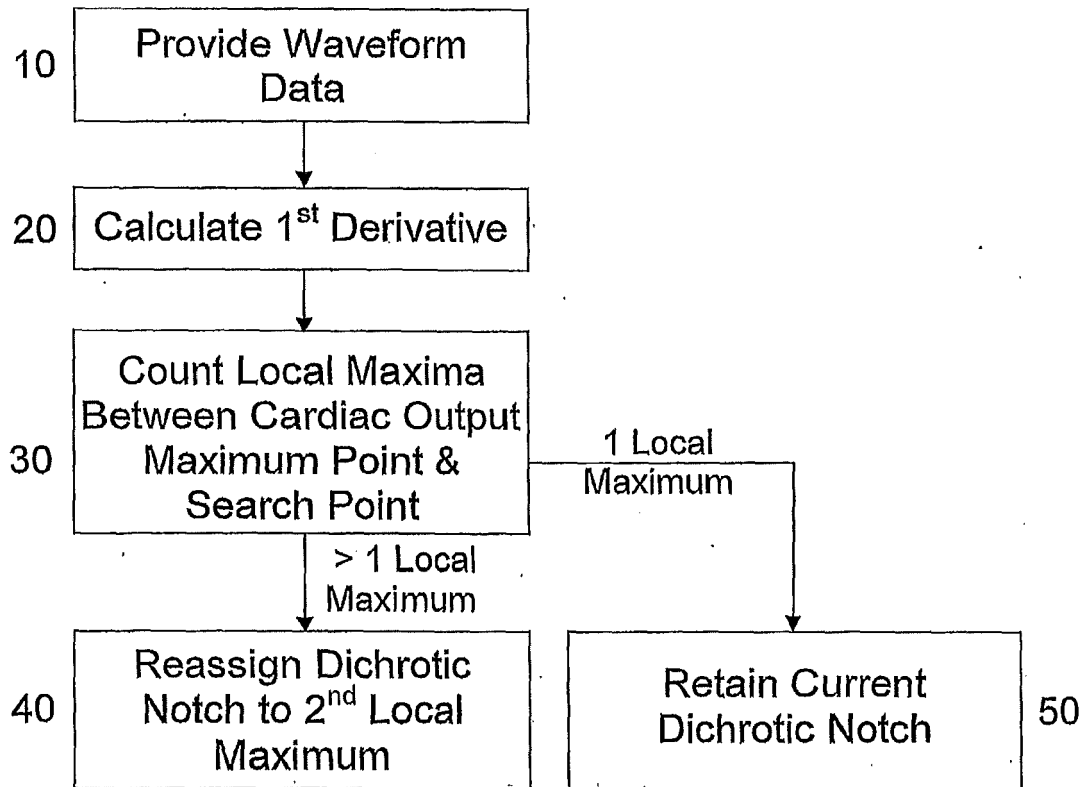 10
Provide Waveform
Data
20
Calculate 1st Derivative
30
Count Local Maxima
Between Cardiac Output
Maximum Point &
Search Point
1 Local
Maximum
> 1 Local
Maximum
40
Reassign Dichrotic
Notch to 2nd Local
Maximum
Retain Current
Dichrotic Notch
50